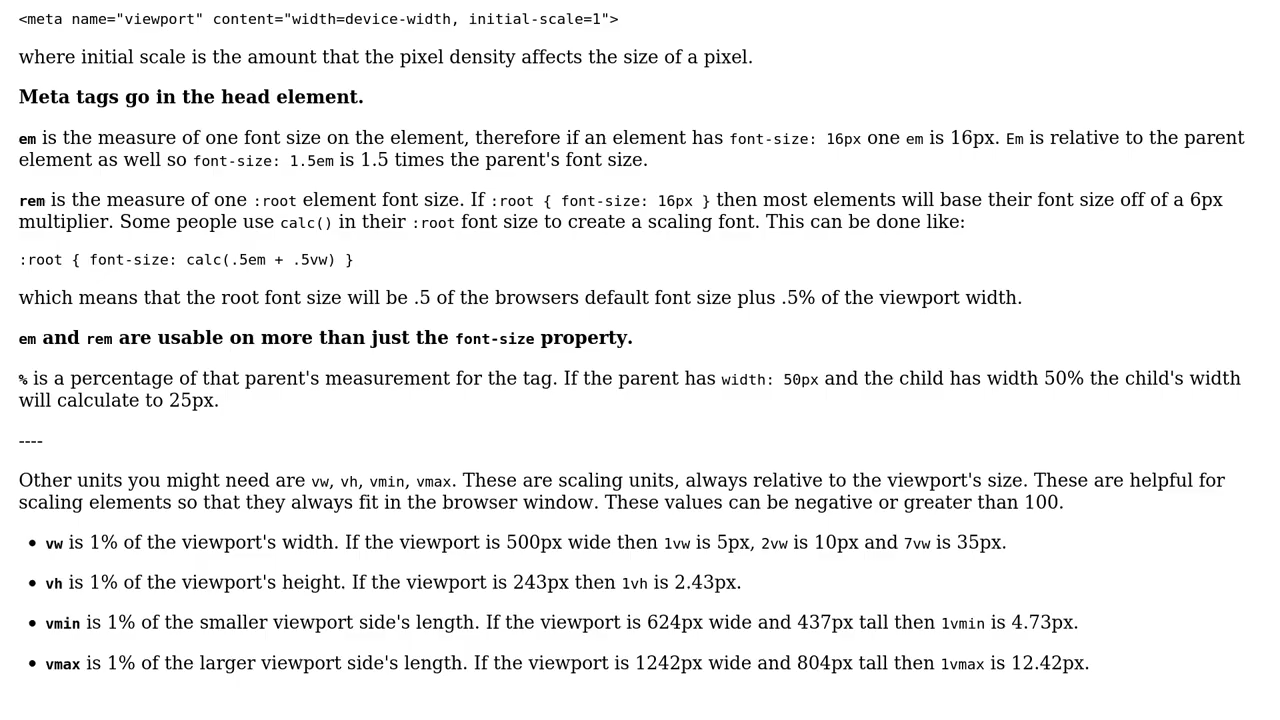 <meta name="viewport" content="width=device-width, initial-scale=1">
where initial scale is the amount that the pixel density affects the size of a pixel.
Meta tags go in the head element.
em is the measure of one font size on the element, therefore if an element has font-size: 16px one em is 16px. Em is relative to the parent
element as well so font-size: 1.5em is 1.5 times the parent's font size.
rem is the measure of one :root element font size. If :root { font-size: 16px } then most elements will base their font size off of a 6px
multiplier. Some people use calc() in their :root font size to create a scaling font. This can be done like:
:root { font-size: calc(.5em + .5vw) }
which means that the root font size will be .5 of the browsers default font size plus .5% of the viewport width.
em and rem are usable on more than just the font-size property.
% is a percentage of that parent's measurement for the tag. If the parent has width: 50px and the child has width 50% the child's width
will calculate to 25px.
----
Other units you might need are vw, vh, vmin, vmax. These are scaling units, always relative to the viewport's size. These are helpful for
scaling elements so that they always fit in the browser window. These values can be negative or greater than 100.
• vw is 1% of the viewport's width. If the viewport is 500px wide then 1vw is 5px, 2vw is 10px and 7vw is 35px.
• vh is 1% of the viewport's height. If the viewport is 243px then 1vh is 2.43px.
• vmin is 1% of the smaller viewport side's length. If the viewport is 624px wide and 437px tall then 1vmin is 4.73px.
• vmax is 1% of the larger viewport side's length. If the viewport is 1242px wide and 804px tall then 1vmax is 12.42px.